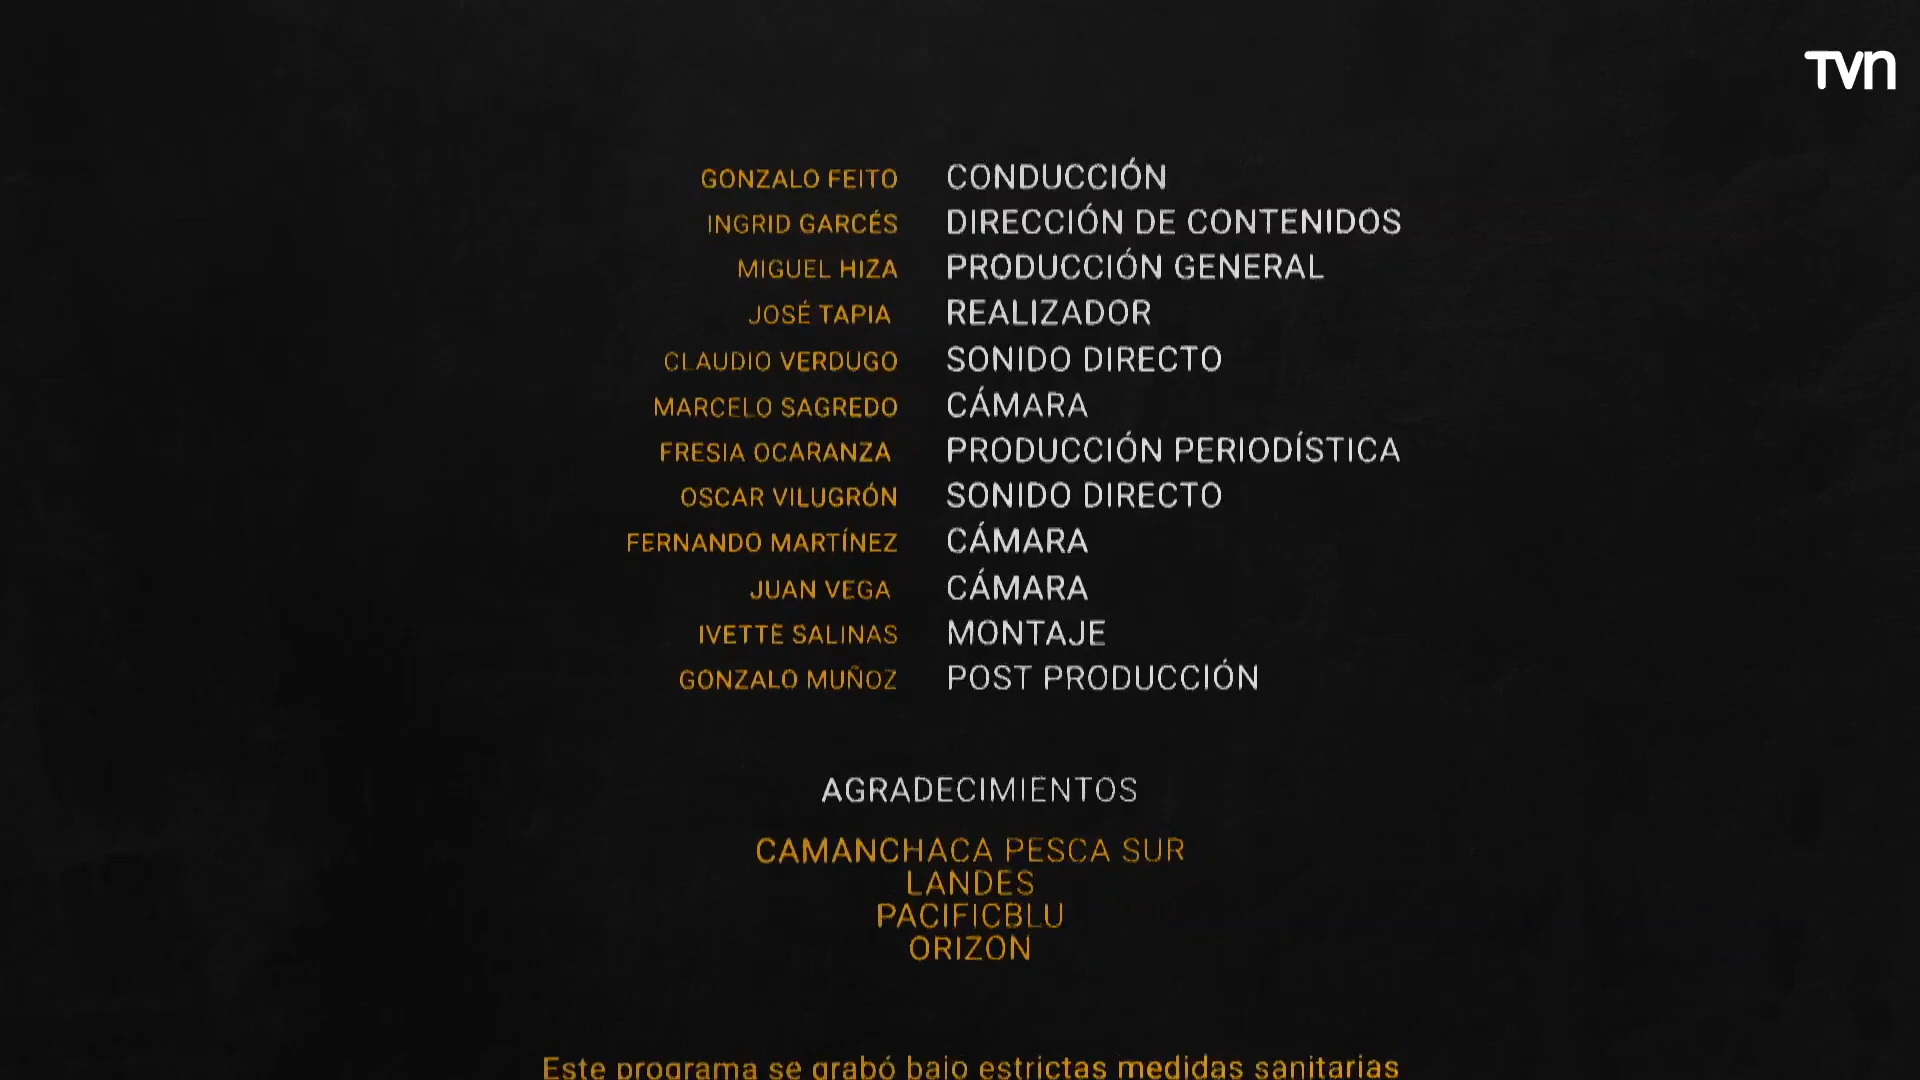 TVN
GONZALO FEITO CONDUCCIÓN
INGRID GARCÉS DIRECCIÓN DE CONTENIDOS
MIGUEL HIZA PRODUCCIÓN GENERAL
JOSÉ TAPIA REALIZADOR
CLAUDIO VERDUGO SONIDO DIRECTO
MARCELO SAGREDO CÁMARA
FRESIA OCARANZA PRODUCCIÓN PERIODÍSTICA
OSCAR VILUGRÓN SONIDO DIRECTO
FERNANDO MARTÍNEZ CÁMARA
JUAN VEGA CÁMARA
IVETTE SALINAS MONTAJE
GONZALO MUÑOZ POST PRODUCCIÓN
AGRADECIMIENTOS
CAMANCHACA PESCA SUR
LANDES
PACIFICBLU
ORIZON
Este programa se grabó bajo estrictas medidas sanitarias